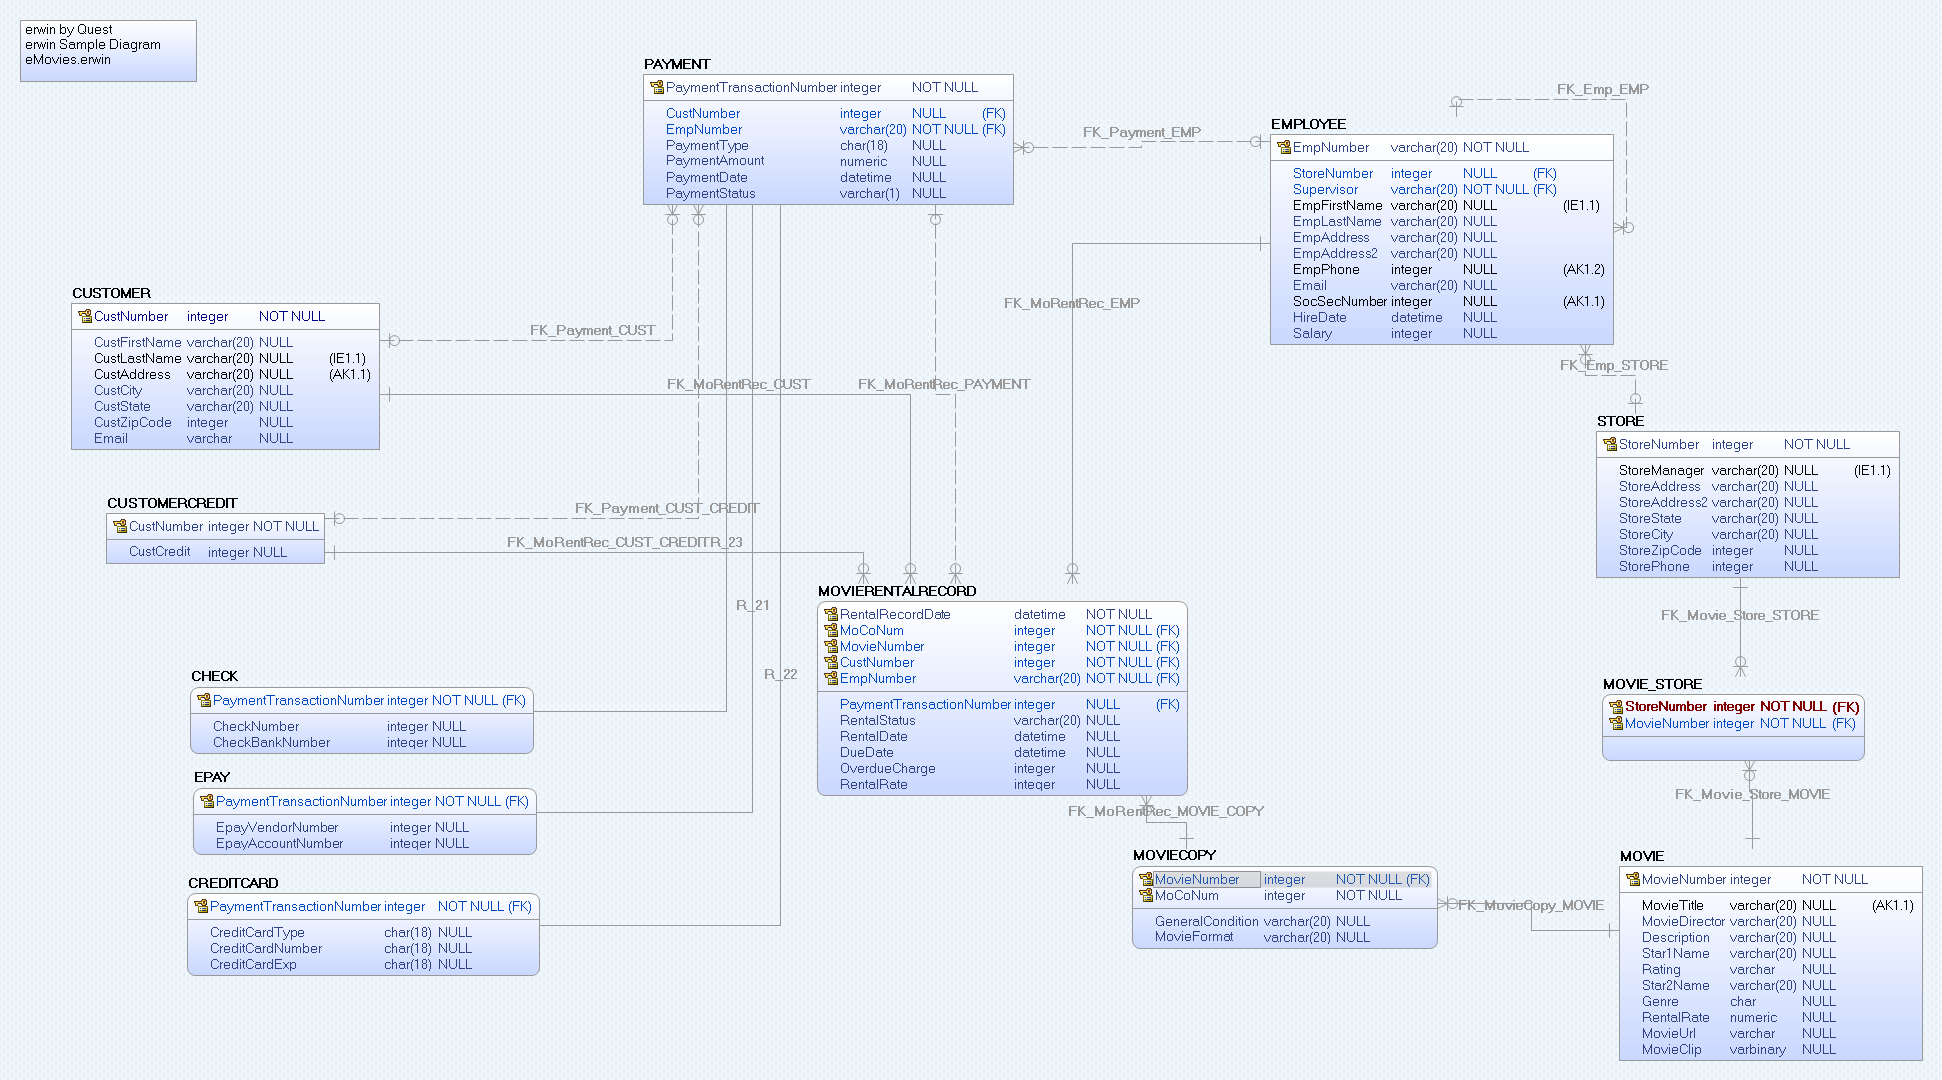 erwin by Quest
erwin Sample Diagram
eMovies.erwin
PAYMENT
PaymentTransactionNumber integer NOT NULL
CustNumber integer NULL (FK)
EmpNumber varchar(20) NOT NULL (FK)
PaymentType char(18) NULL
PaymentAmount numeric NULL
PaymentDate datetime NULL
PaymentStatus varchar(1) NULL
FK_Payment_EMP
FK_Emp_EMP
EMPLOYEE
EmpNumber varchar(20) NOT NULL
StoreNumber integer NULL (FK)
Supervisor varchar(20) NOT NULL (FK)
EmpFirstName varchar(20) NULL (IE1.1)
EmpLastName varchar(20) NULL
EmpAddress varchar(20) NULL
EmpAddress2 varchar(20) NULL
EmpPhone integer NULL (AK1.2)
Email varchar(20) NULL
SocSecNumber integer NULL (AK1.1)
HireDate datetime NULL
Salary integer NULL
FK_MoRentRec_EMP
FK_Emp_STORE
CUSTOMER
CustNumber integer NOT NULL
CustFirstName varchar(20) NULL
CustLastName varchar(20) NULL (IE1.1)
CustAddress varchar(20) NULL (AK1.1)
CustCity varchar(20) NULL
CustState varchar(20) NULL
CustZipCode integer NULL
Email varchar NULL
FK_Payment_CUST
FK_MoRentRec_CUST
FK_MoRentRec_PAYMENT
STORE
StoreNumber integer NOT NULL
StoreManager varchar(20) NULL (IE1.1)
StoreAddress varchar(20) NULL
StoreAddress2 varchar(20) NULL
StoreState varchar(20) NULL
StoreCity varchar(20) NULL
StoreZipCode integer NULL
StorePhone integer NULL
CUSTOMERCREDIT
CustNumber integer NOT NULL
CustCredit integer NULL
FK_Payment_CUST_CREDIT
FK_MoRentRec_CUST_CREDITR_23
R_21
R_22
MOVIERENTALRECORD
RentalRecordDate datetime NOT NULL
MoCoNum integer NOT NULL (FK)
MovieNumber integer NOT NULL (FK)
CustNumber integer NOT NULL (FK)
EmpNumber varchar(20) NOT NULL (FK)
PaymentTransactionNumber integer NULL (FK)
RentalStatus varchar(20) NULL
RentalDate datetime NULL
DueDate datetime NULL
OverdueCharge integer NULL
RentalRate integer NULL
FK_Movie_Store_STORE
MOVIE_STORE
StoreNumber integer NOT NULL (FK)
MovieNumber integer NOT NULL (FK)
FK_Movie_Store_MOVIE
CHECK
PaymentTransactionNumber integer NOT NULL (FK)
CheckNumber integer NULL
CheckBankNumber integer NULL
EPAY
PaymentTransactionNumber integer NOT NULL (FK)
EpayVendorNumber integer NULL
EpayAccountNumber integer NULL
CREDITCARD
PaymentTransactionNumber integer NOT NULL (FK)
CreditCardType char(18) NULL
CreditCardNumber char(18) NULL
CreditCardExp char(18) NULL
FK_MoRentRec_MOVIE_COPY
MOVIECOPY
MovieNumber integer NOT NULL (FK)
MoCoNum integer NOT NULL
GeneralCondition varchar(20) NULL
MovieFormat varchar(20) NULL
FK_MovieCopy_MOVIE
MOVIE
MovieNumber integer NOT NULL
MovieTitle varchar(20) NULL (AK1.1)
MovieDirector varchar(20) NULL
Description varchar(20) NULL
Star1Name varchar(20) NULL
Rating varchar NULL
Star2Name varchar(20) NULL
Genre char NULL
RentalRate numeric NULL
MovieUrl varchar NULL
MovieClip varbinary NULL